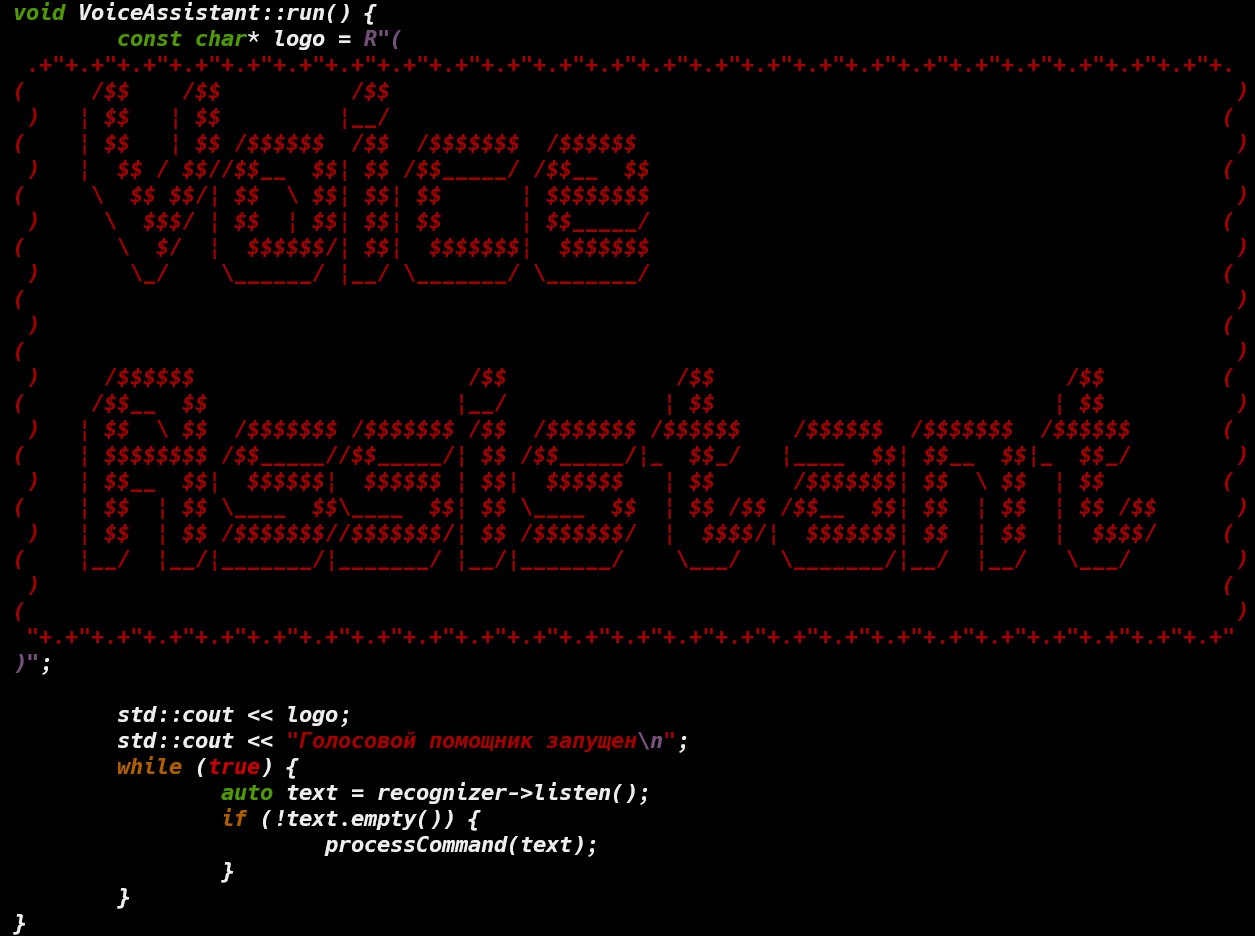 void VoiceAssistant::run() {
        const char* logo = R"(
 .+"+.+"+.+"+.+"+.+"+.+"+.+"+.+"+.+"+.+"+.+"+.+"+.+"+.+"+.+"+.+"+.+"+.+"+.+"+.+"+.+"+.+"+.+"+.
(     /$$    /$$          /$$                                                                 )
 )   ¦ $$   ¦ $$         ¦__/                                                                (
(    ¦ $$   ¦ $$ /$$$$$$  /$$  /$$$$$$$  /$$$$$$                                              )
 )   ¦  $$ / $$//$$__  $$¦ $$ /$$_____/ /$$__  $$                                            (
(     \  $$ $$/¦ $$  \ $$¦ $$¦ $$      ¦ $$$$$$$$                                             )
 )     \  $$$/ ¦ $$  ¦ $$¦ $$¦ $$      ¦ $$_____/                                            (
(       \  $/  ¦  $$$$$$/¦ $$¦  $$$$$$$¦  $$$$$$$                                             )
 )       \_/    \______/ ¦__/ \_______/ \_______/                                            (
(                                                                                             )
 )                                                                                           (
(                                                                                             )
 )     /$$$$$$                     /$$             /$$                           /$$         (
(     /$$__  $$                   ¦__/            ¦ $$                          ¦ $$          )
 )   ¦ $$  \ $$  /$$$$$$$ /$$$$$$$ /$$  /$$$$$$$ /$$$$$$    /$$$$$$  /$$$$$$$  /$$$$$$       (
(    ¦ $$$$$$$$ /$$_____//$$____/¦ $$ /$$_____/¦_  $$_/   ¦____  $$¦ $$__  $$¦_  $$_/        )
 )   ¦ $$__  $$¦  $$$$$$¦  $$$$$$ ¦ $$¦  $$$$$$   ¦ $$      /$$$$$$$¦ $$  \ $$  ¦ $$         (
(    ¦ $$  ¦ $$ \____  $$\____  $$¦ $$ \____  $$  ¦ $$ /$$ /$$__  $$¦ $$  ¦ $$  ¦ $$ /$$      )
 )   ¦ $$  ¦ $$ /$$$$$$$//$$$$$$$/¦ $$ /$$$$$$$/  ¦  $$$$/¦  $$$$$$$¦ $$  ¦ $$  ¦  $$$$/     (
(    ¦__/  ¦__/¦_______/¦_______/ ¦__/¦_______/    \___/   \_______/¦__/  ¦__/   \___/        )
 )                                                                                           (
(                                                                                             )
 "+.+"+.+"+.+"+.+"+.+"+.+"+.+"+.+"+.+"+.+"+.+"+.+"+.+"+.+"+.+"+.+"+.+"+.+"+.+"+.+"+.+"+.+"+.+"
)";
        std::cout << logo;
        std::cout << "Голосовой помощник запущен\n";
        while (true) {
                auto text = recognizer->listen();
                if (!text.empty()) {
                        processCommand(text);
                }
        }
}